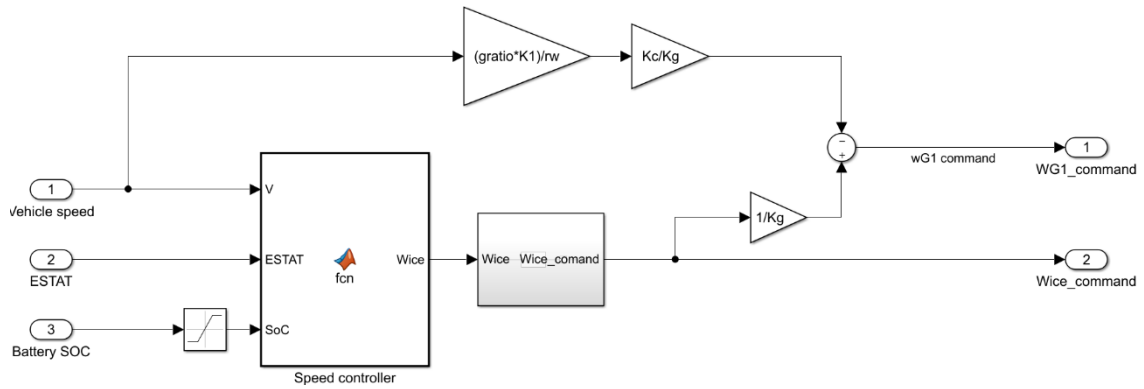 (gratio*K1)/rw
Kc/Kg
−
+
wG1 command
1
WG1_command
1
Vehicle speed
V
1/Kg
2
ESTAT
ESTAT
fcn
Wice
Wice
Wice_comand
2
Wice_command
3
Battery SOC
SoC
Speed controller